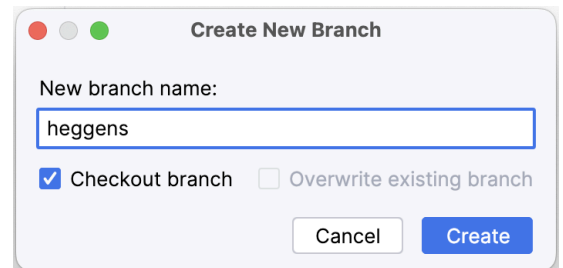 Create New Branch
New branch name:
heggens
Checkout branch Overwrite existing branch
Cancel Create